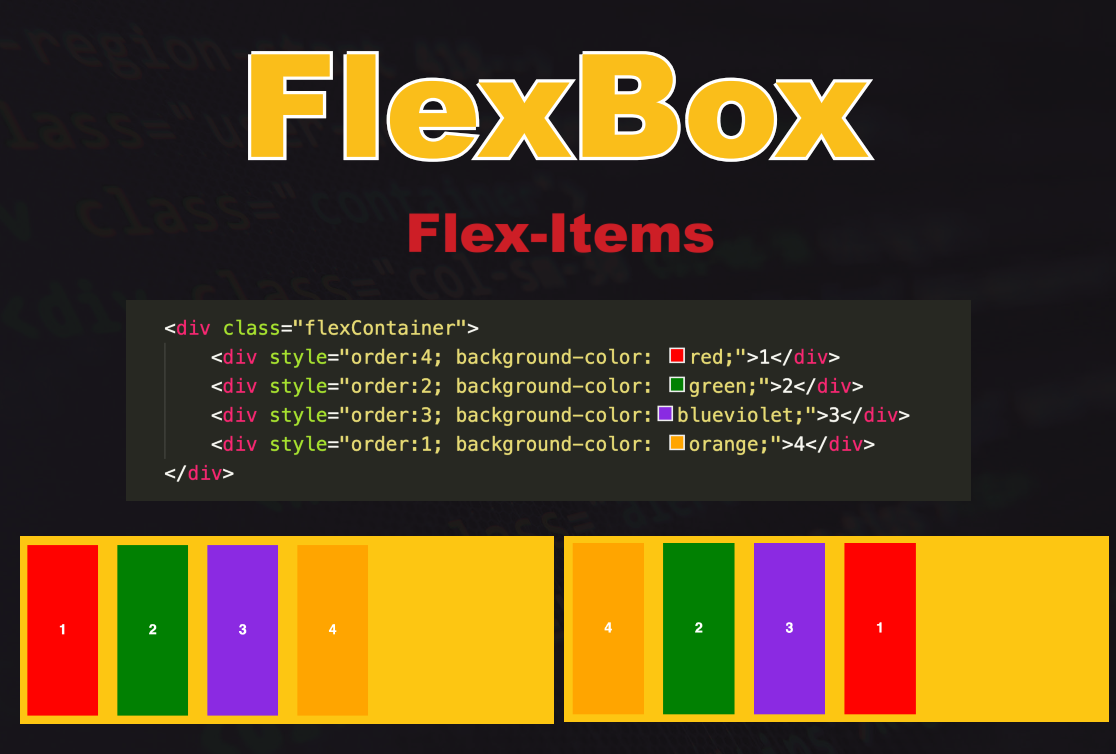 FlexBox
Flex-Items
<div class="flexContainer">
<div style="order:4; background-color: red;">1</div>
<div style="order:2; background-color: green;">2</div>
<div style="order:3; background-color: blueviolet;">3</div>
<div style="order:1; background-color: orange;">4</div>
</div>
1 2 3 4
4 2 3 1